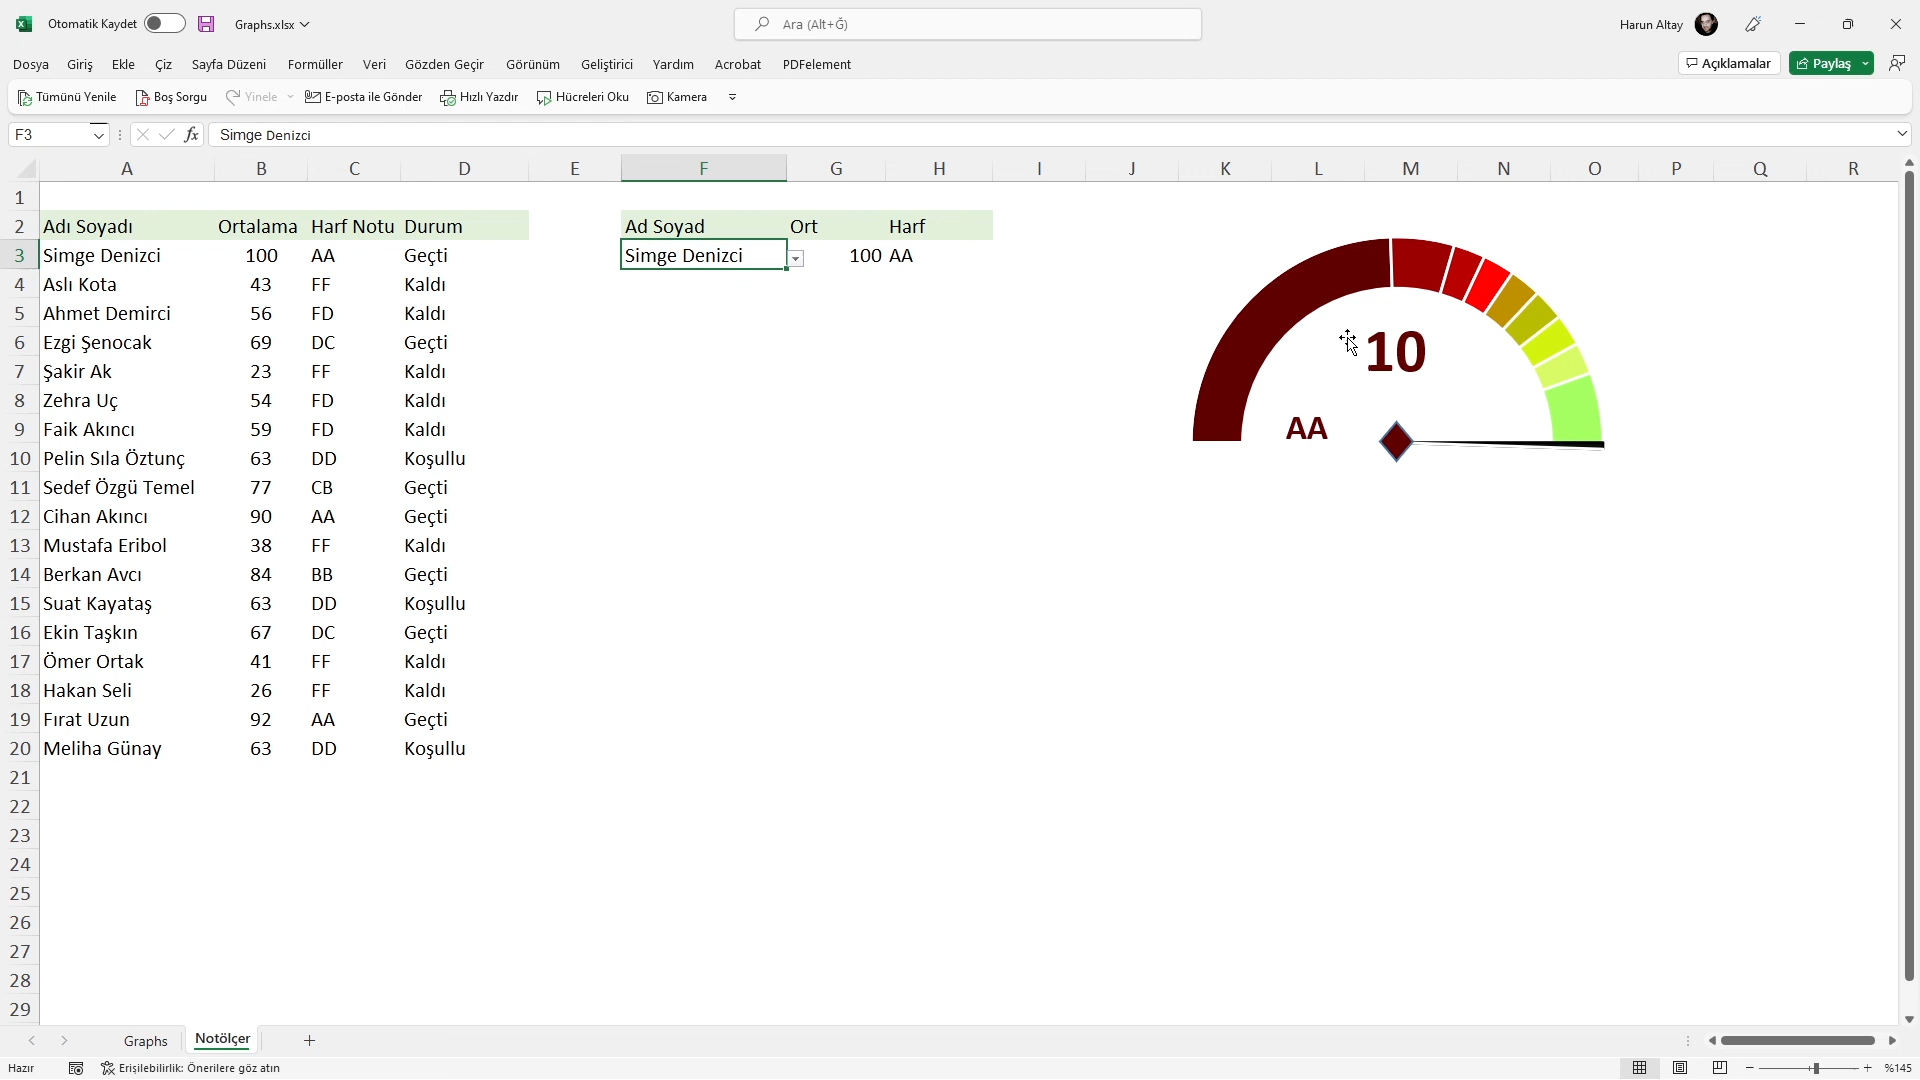 Otomatik Kaydet Graphs.xlsx Ara (Alt+Ğ) Harun Altay
Dosya Giriş Ekle Çiz Sayfa Düzeni Formüller Veri Gözden Geçir Görünüm Geliştirici Yardım Acrobat PDFelement Açıklamalar Paylaş
Tümünü Yenile Boş Sorgu Yinele E-posta ile Gönder Hızlı Yazdır Hücreleri Oku Kamera
F3 fx Simge Denizci
A B C D E F G H I J K L M N O P Q R
1
2 Adı Soyadı Ortalama Harf Notu Durum Ad Soyad Ort Harf
3 Simge Denizci 100 AA Geçti Simge Denizci 100 AA
4 Aslı Kota 43 FF Kaldı
5 Ahmet Demirci 56 FD Kaldı
6 Ezgi Şenocak 69 DC Geçti
7 Şakir Ak 23 FF Kaldı
8 Zehra Uç 54 FD Kaldı
9 Faik Akıncı 59 FD Kaldı
10 Pelin Sıla Öztunç 63 DD Koşullu
11 Sedef Özgü Temel 77 CB Geçti
12 Cihan Akıncı 90 AA Geçti
13 Mustafa Eribol 38 FF Kaldı
14 Berkan Avcı 84 BB Geçti
15 Suat Kayataş 63 DD Koşullu
16 Ekin Taşkın 67 DC Geçti
17 Ömer Ortak 41 FF Kaldı
18 Hakan Seli 26 FF Kaldı
19 Fırat Uzun 92 AA Geçti
20 Meliha Günay 63 DD Koşullu
21
22
23
24
25
26
27
28
29
10
AA
Graphs Notölçer
Hazır Erişilebilirlik: Önerilere göz atın %145